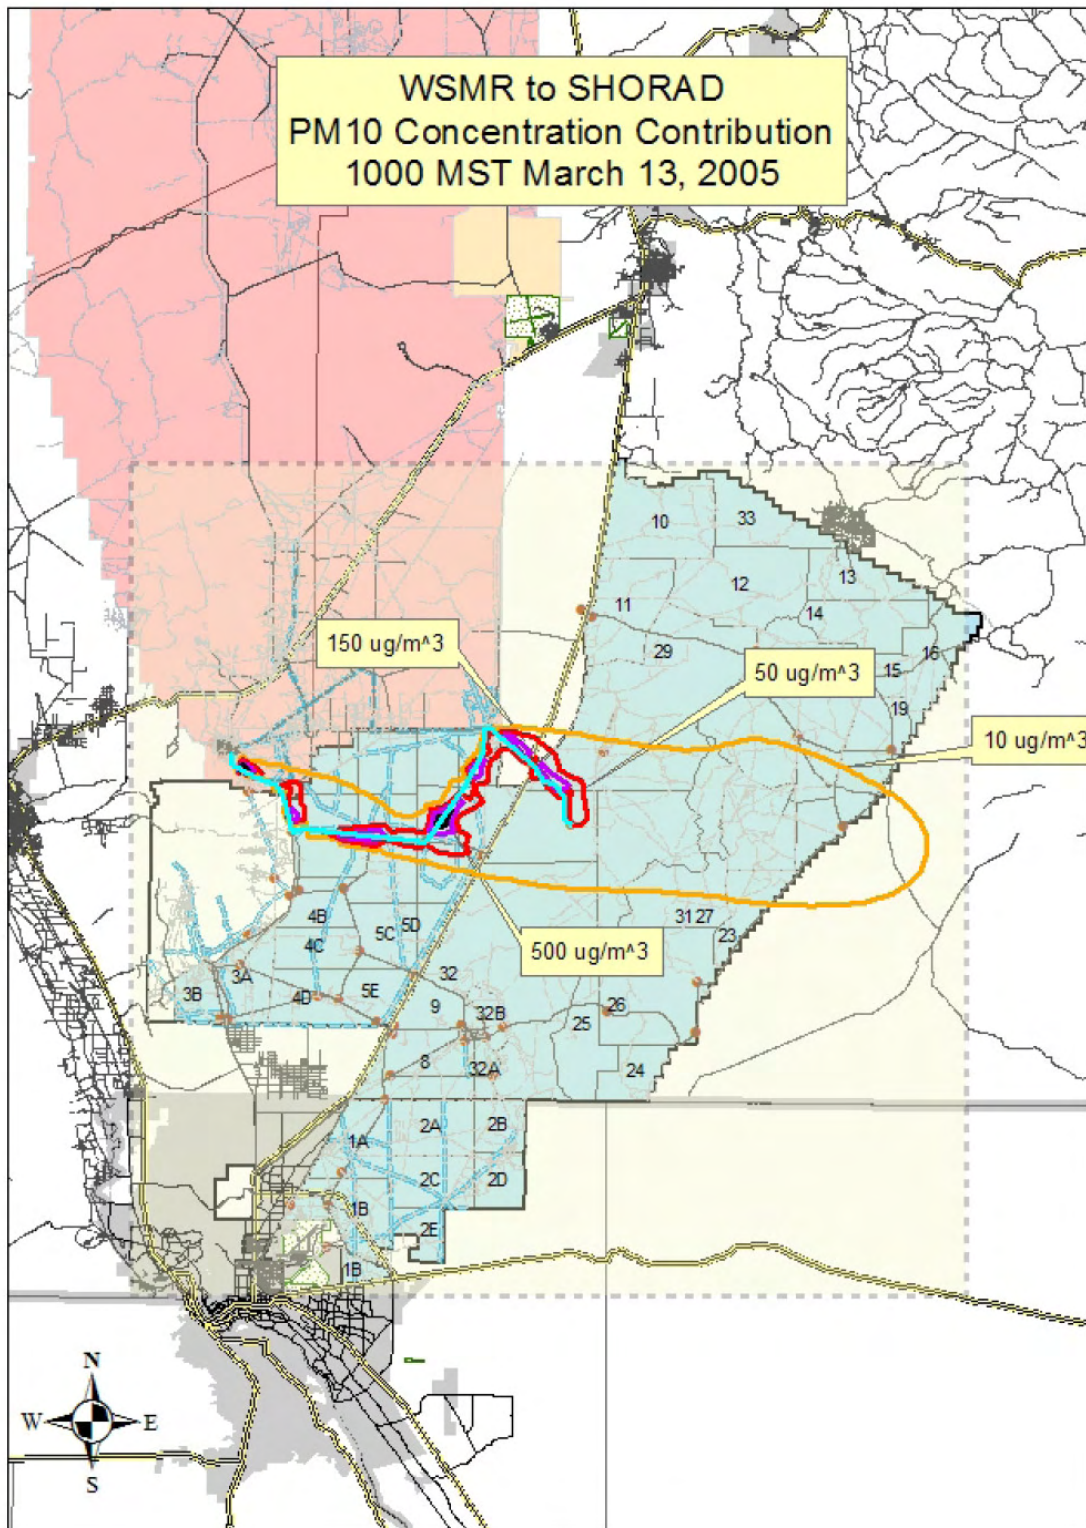 WSMR to SHORAD
PM10 Concentration Contribution
1000 MST March 13, 2005
10
33
12
13
11
14
29
150 ug/m^3
16
15
50 ug/m^3
19
10 ug/m^3
4B
31 27
5D
5C
23
4C
500 ug/m^3
3A
32
3B
4D
5E
26
9
32B
25
8
32A
24
2A
2B
1A
2C
2D
1B
2E
1B
N
W
E
S